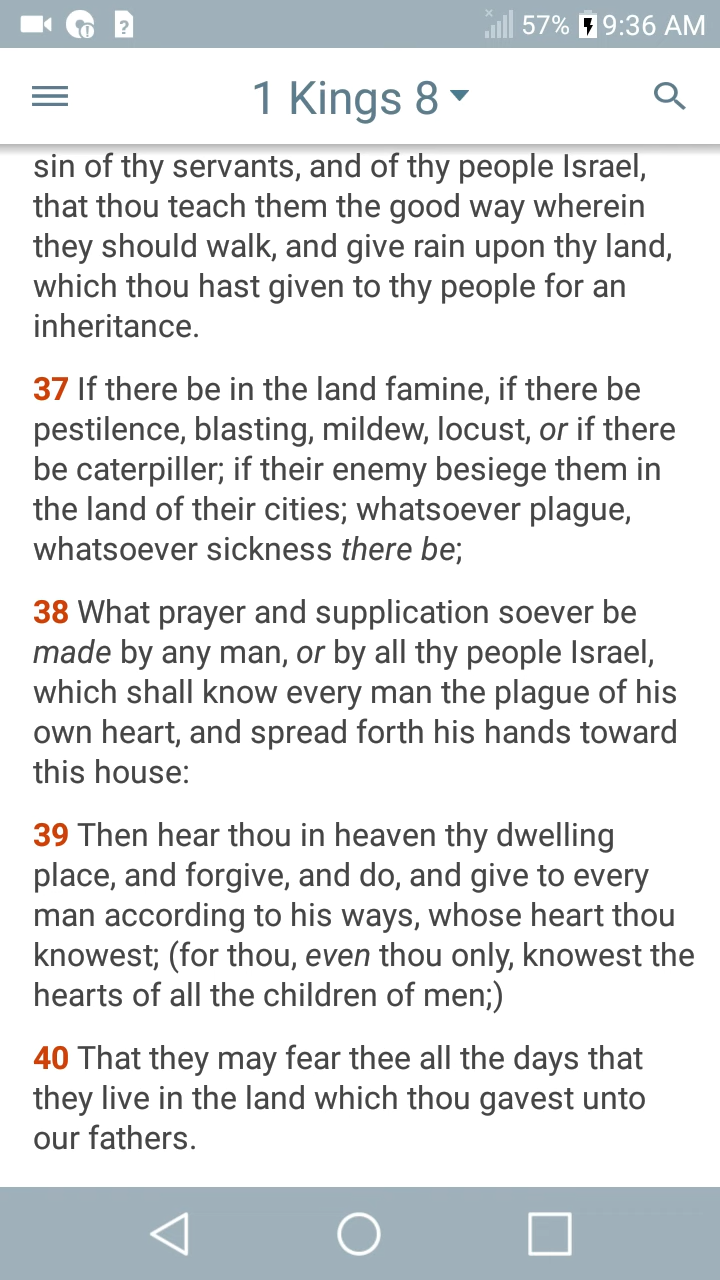 57% 9:36 AM
1 Kings 8
sin of thy servants, and of thy people Israel,
that thou teach them the good way wherein
they should walk, and give rain upon thy land,
which thou hast given to thy people for an
inheritance.
37 If there be in the land famine, if there be
pestilence, blasting, mildew, locust, or if there
be caterpiller; if their enemy besiege them in
the land of their cities; whatsoever plague,
whatsoever sickness there be;
38 What prayer and supplication soever be
made by any man, or by all thy people Israel,
which shall know every man the plague of his
own heart, and spread forth his hands toward
this house:
39 Then hear thou in heaven thy dwelling
place, and forgive, and do, and give to every
man according to his ways, whose heart thou
knowest; (for thou, even thou only, knowest the
hearts of all the children of men;)
40 That they may fear thee all the days that
they live in the land which thou gavest unto
our fathers.